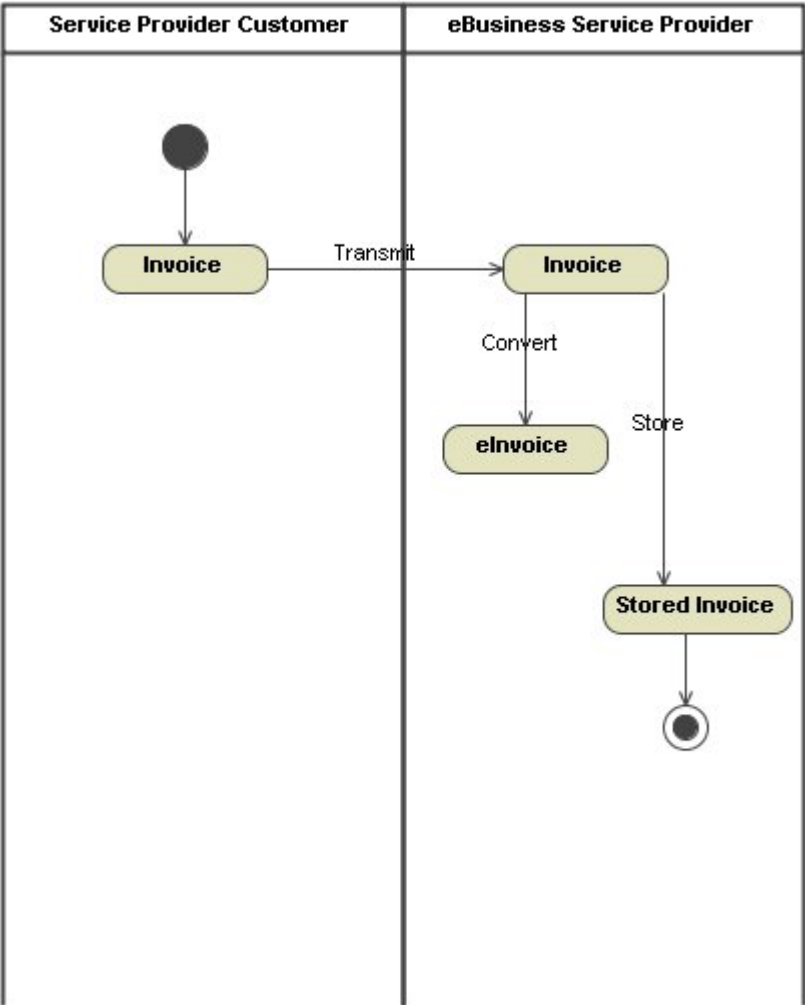 Service Provider Customer
eBusiness Service Provider
Invoice
Transmit
Invoice
Convert
eInvoice
Store
Stored Invoice